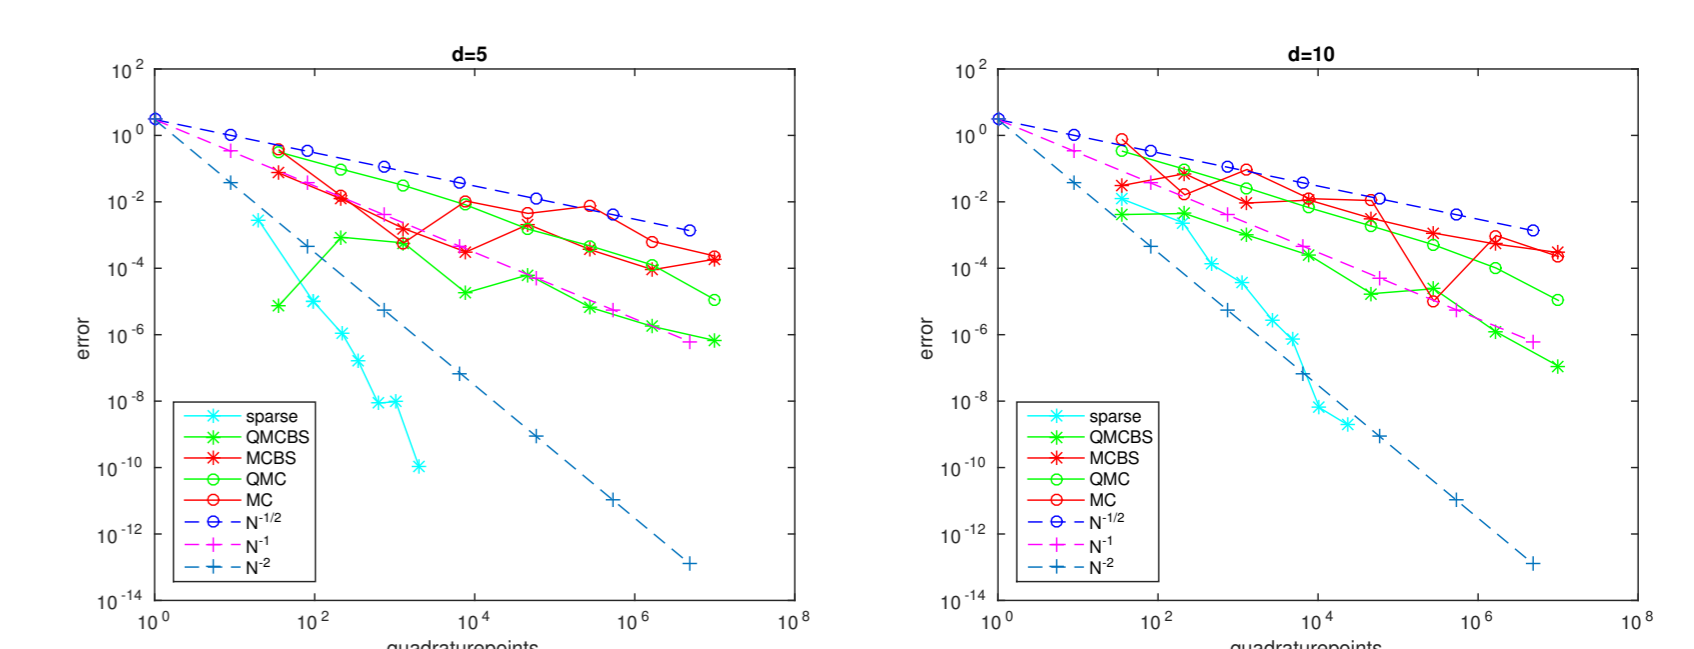 d=5
10^2
10^0
10^-2
10^-4
10^-6
10^-8
10^-10
10^-12
10^-14
error
sparse
QMCBS
MCBS
QMC
MC
N^-1/2
N^-1
N^-2
10^0 10^2 10^4 10^6 10^8
quadraturepoints
d=10
10^2
10^0
10^-2
10^-4
10^-6
10^-8
10^-10
10^-12
10^-14
error
sparse
QMCBS
MCBS
QMC
MC
N^-1/2
N^-1
N^-2
10^0 10^2 10^4 10^6 10^8
quadraturepoints